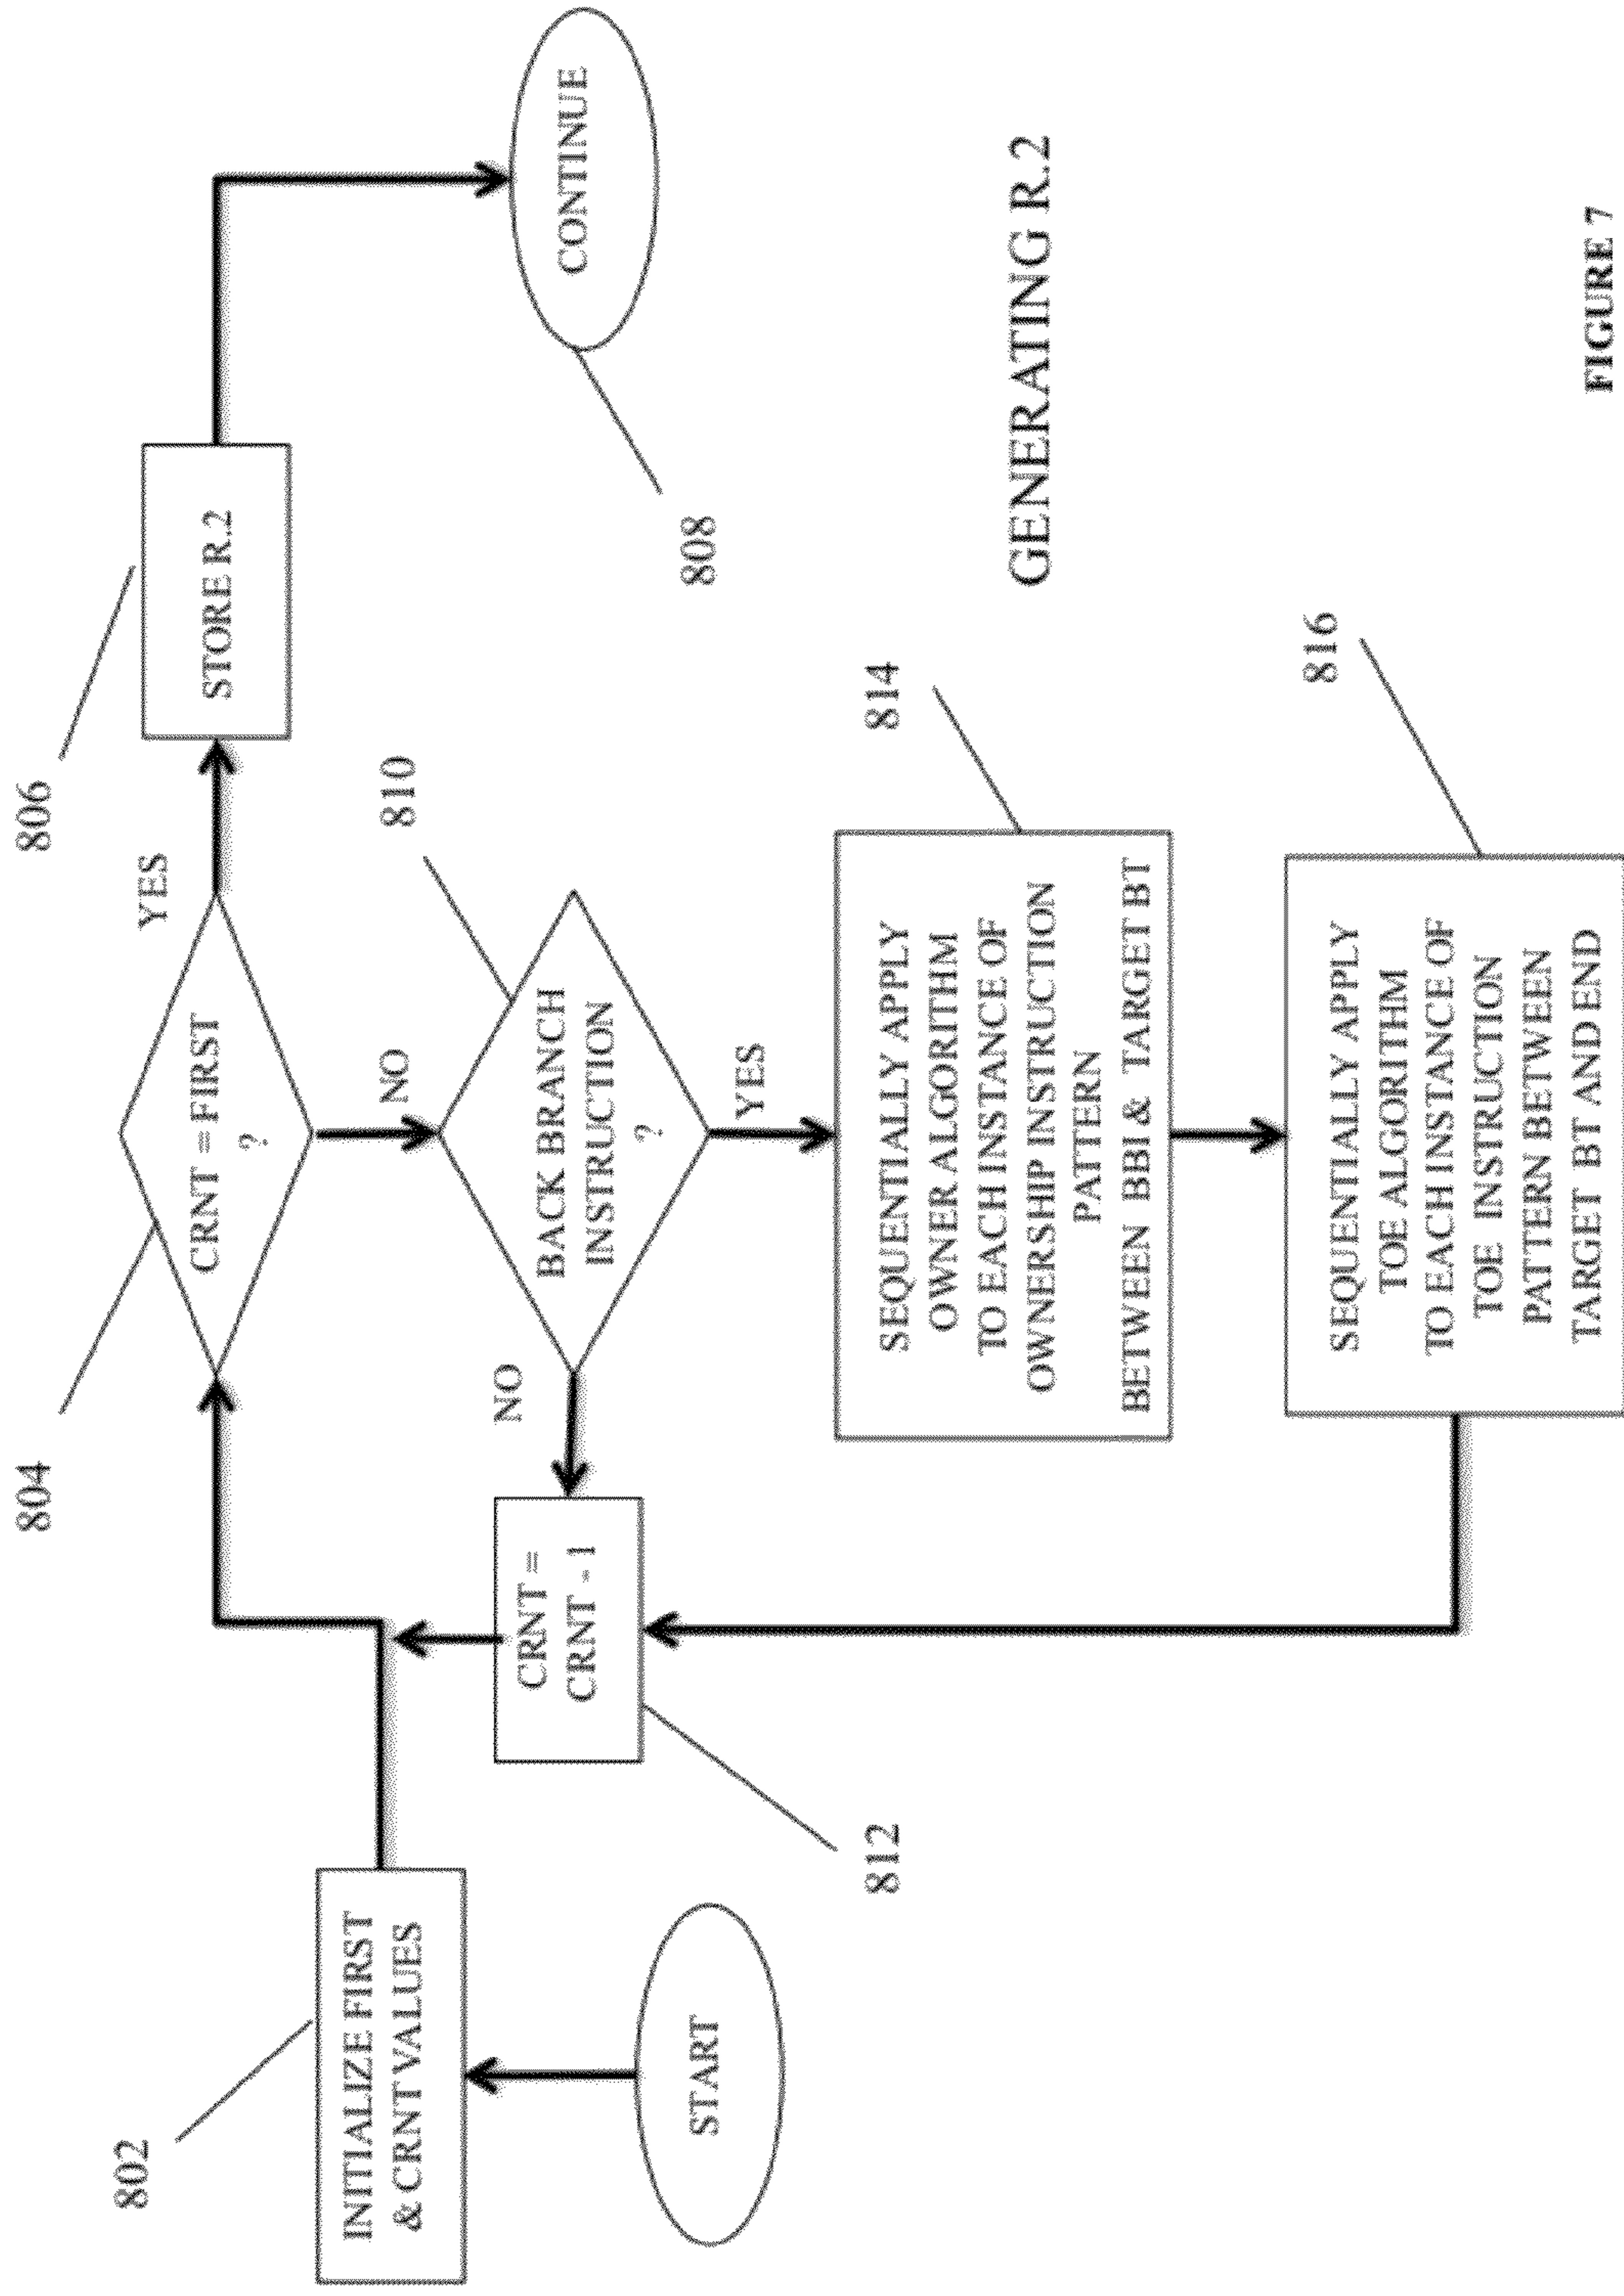 802
INITIALIZE FIRST
& CRNT VALUES
START
804
CRNT = FIRST
?
YES
806
STORE R.2
CONTINUE
808
NO
810
BACK BRANCH
INSTRUCTION
?
NO
CRNT =
CRNT - 1
812
YES
814
SEQUENTIALLY APPLY
OWNER ALGORITHM
TO EACH INSTANCE OF
OWNERSHIP INSTRUCTION
PATTERN
BETWEEN BBI & TARGET BT
816
SEQUENTIALLY APPLY
TOE ALGORITHM
TO EACH INSTANCE OF
TOE INSTRUCTION
PATTERN BETWEEN
TARGET BT AND END
GENERATING R.2
FIGURE 7